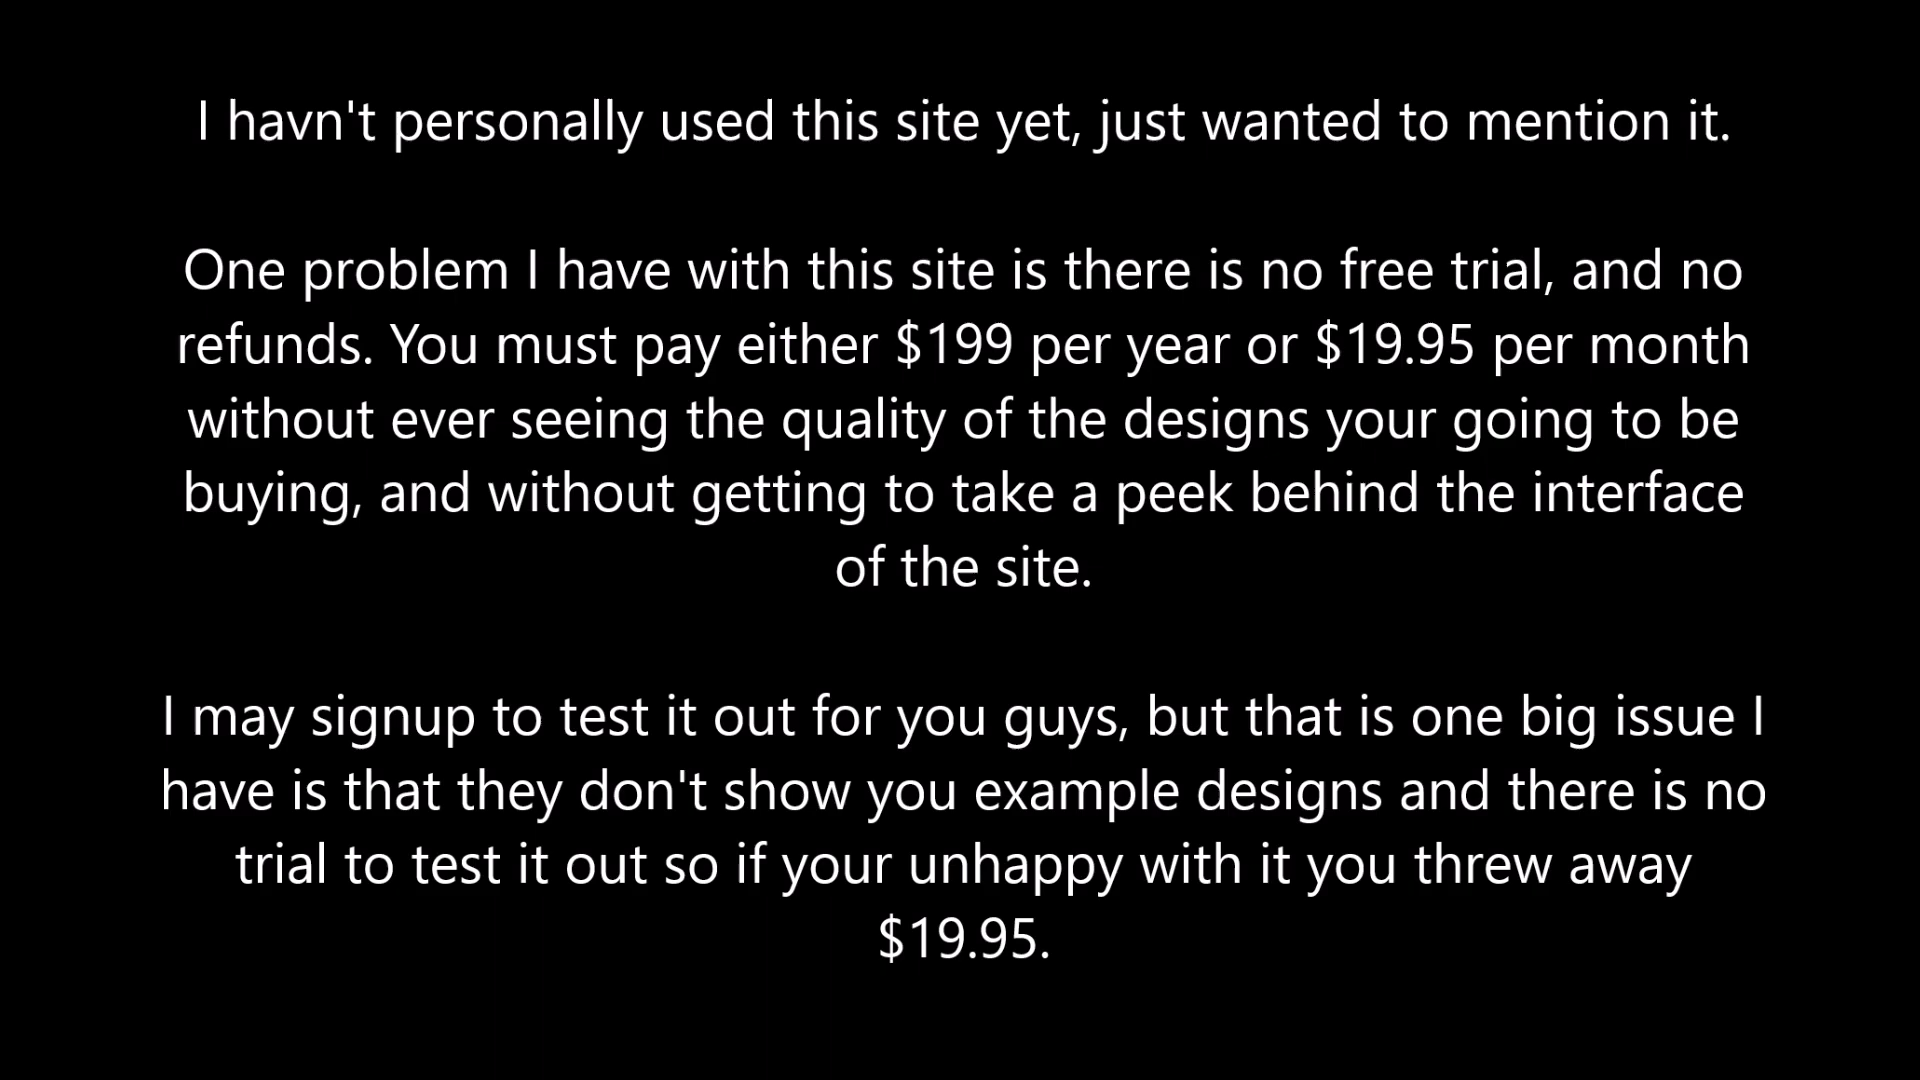 I havn't personally used this site yet, just wanted to mention it.
One problem I have with this site is there is no free trial, and no
refunds. You must pay either $199 per year or $19.95 per month
without ever seeing the quality of the designs your going to be
buying, and without getting to take a peek behind the interface
of the site.
I may signup to test it out for you guys, but that is one big issue I
have is that they don't show you example designs and there is no
trial to test it out so if your unhappy with it you threw away
$19.95.